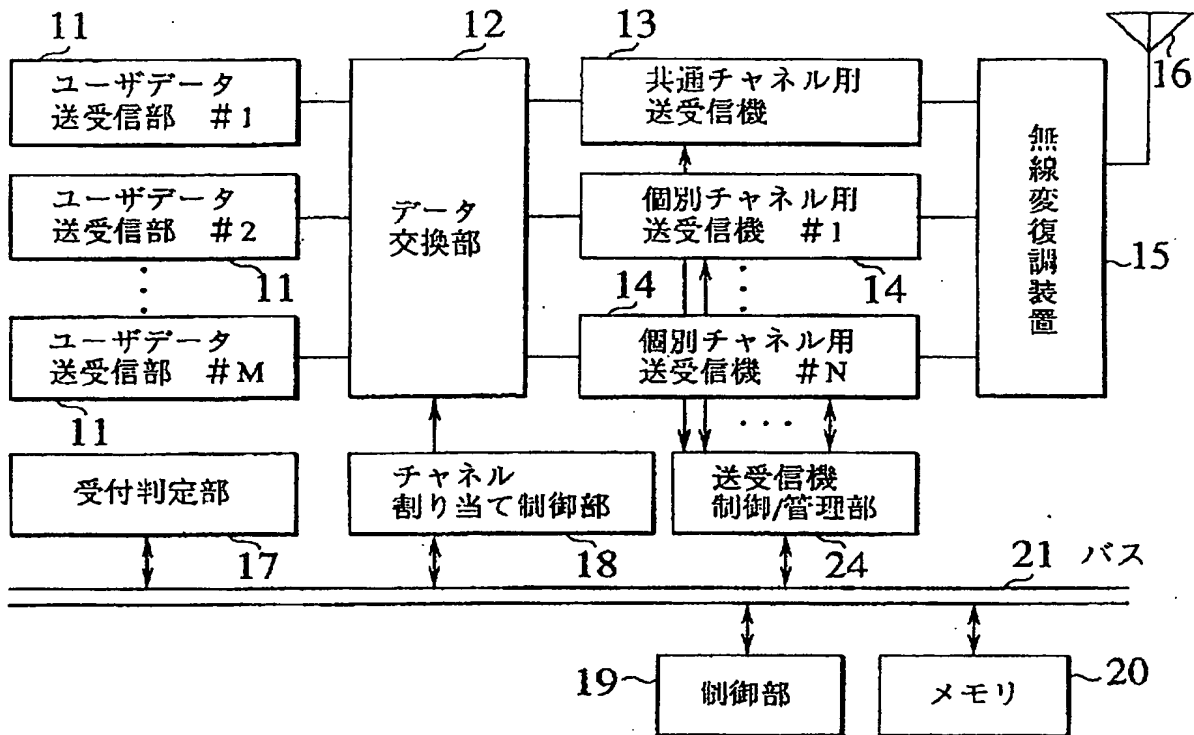 11
12
13
16
ユーザデータ
送受信部 #1
共通チャネル用
送受信機
ユーザデータ
送受信部 #2
11
データ
交換部
個別チャネル用
送受信機 #1
14
無線変復調装置
15
14
ユーザデータ
送受信部 #M
11
個別チャネル用
送受信機 #N
受付判定部
17
チャネル
割り当て制御部
18
送受信機
制御/管理部
24
21 バス
19
制御部
メモリ
20